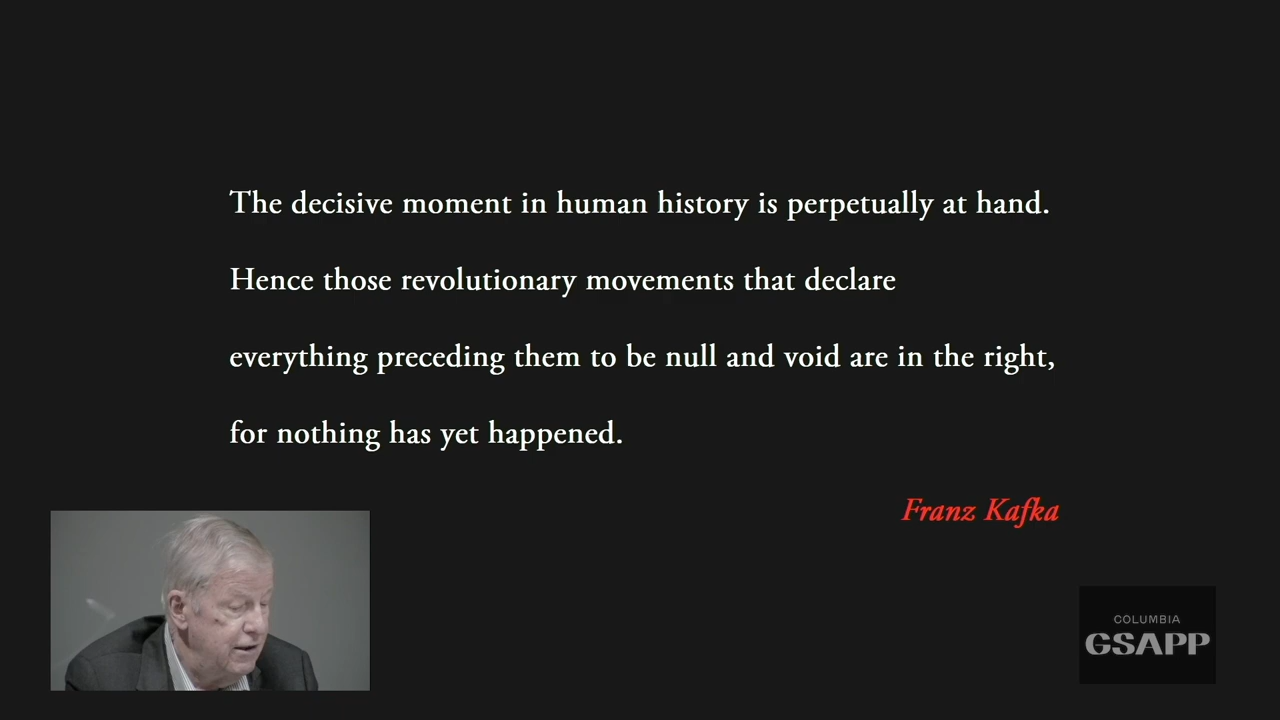 The decisive moment in human history is perpetually at hand.
Hence those revolutionary movements that declare
everything preceding them to be null and void are in the right,
for nothing has yet happened.
Franz Kafka
COLUMBIA
GSAPP